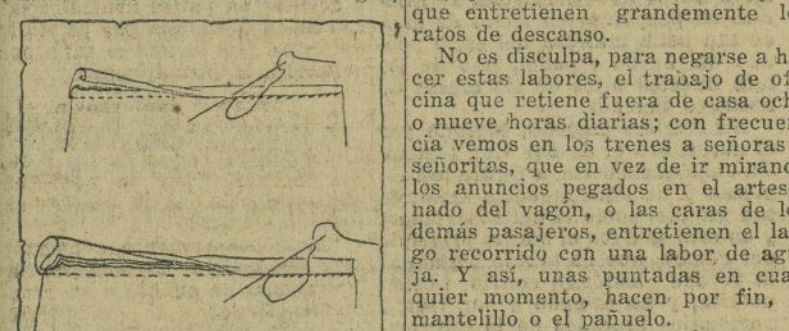 que entretienen grandemente l
ratos de descanso.
No es disculpa, para negarse a h
cer estas labores, el trabajo de of
cina que retiene fuera de casa och
o nueve horas diarias; con frecuen
cia vemos en los trenes a señoras
señoritas, que en vez de ir mirand
los anuncios pegados en el artes
nado del vagón, o las caras de l
demás pasajeros, entretienen el la
go recorrido con una labor de ag
ja. Y así, unas puntadas en cua
quier momento, hacen por fin,
mantelillo o el pañuelo.